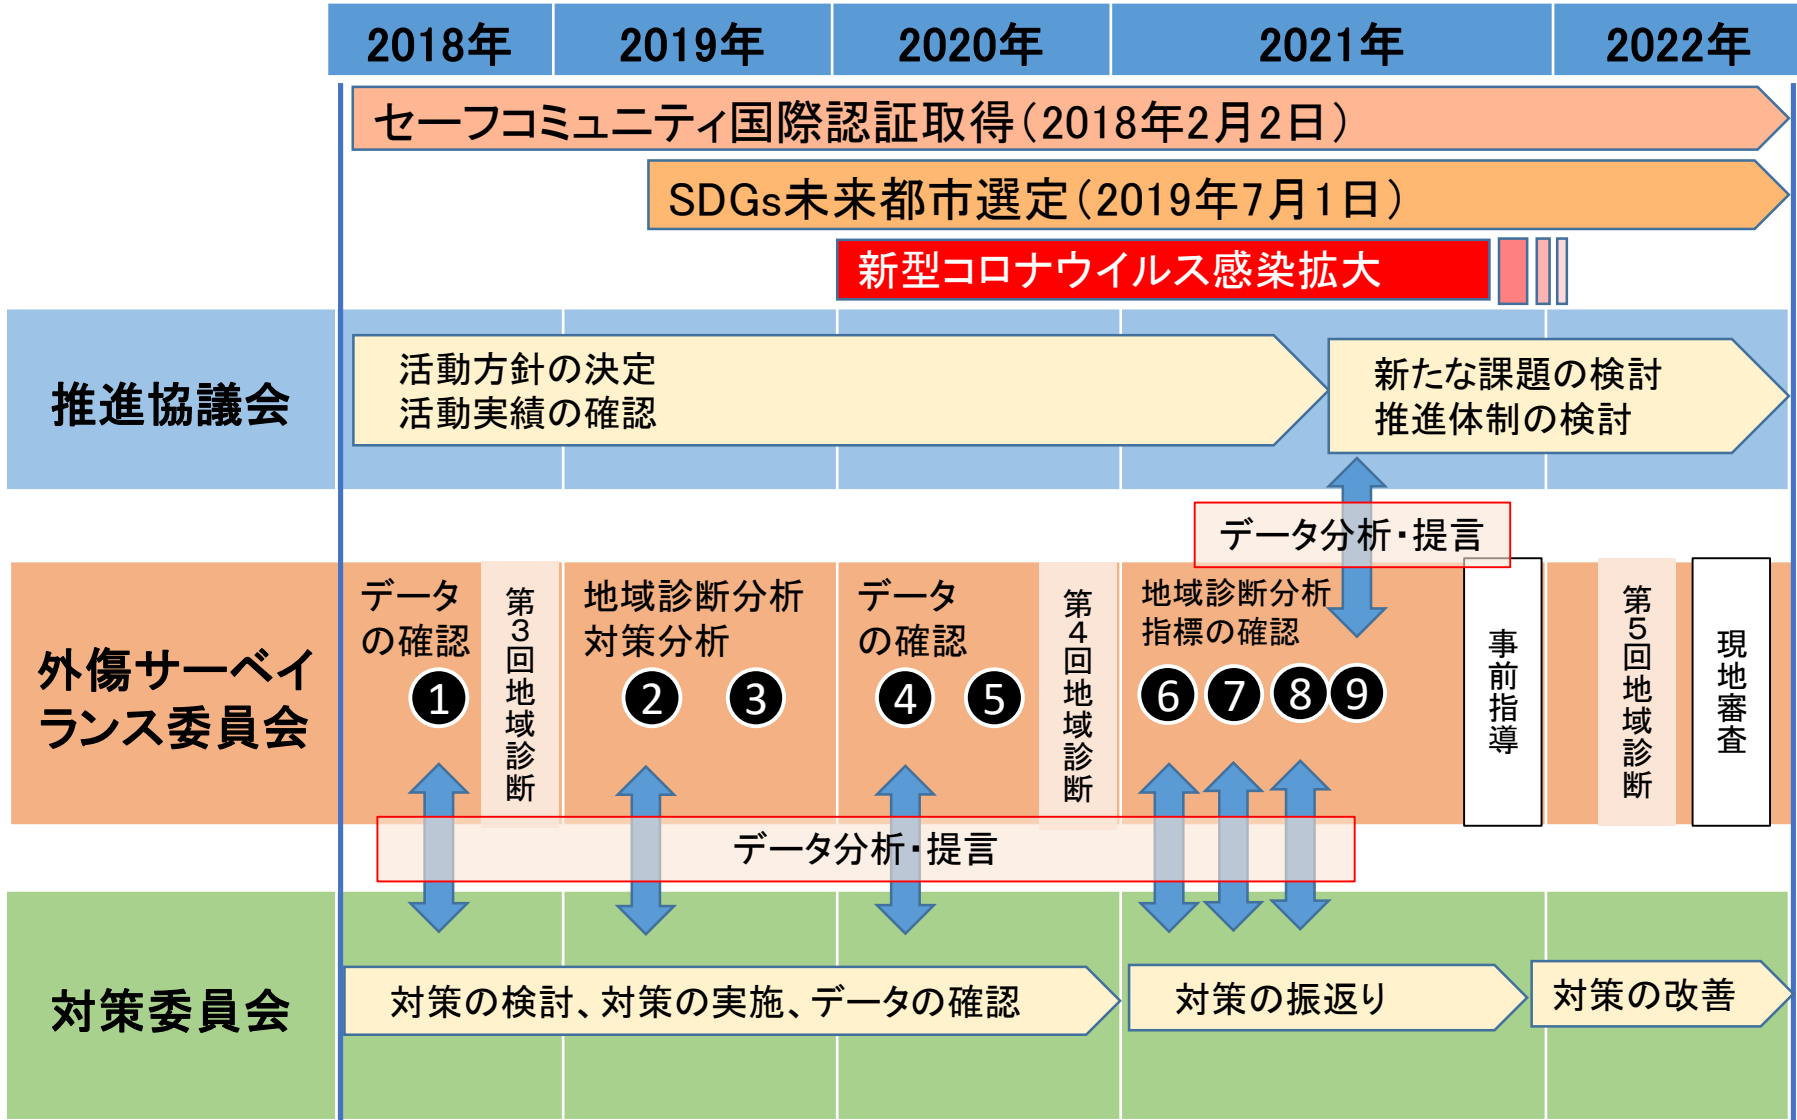 2018年
2019年
2020年
2021年
2022年
セーフコミュニティ国際認証取得(2018年2月2日)
SDGs未来都市選定(2019年7月1日)
新型コロナウイルス感染拡大
推進協議会
活動方針の決定
活動実績の確認
新たな課題の検討
推進体制の検討
データ分析・提言
外傷サーベイ
ランス委員会
データ
の確認
❶
第3回地域診断
地域診断分析
対策分析
❷
❸
データ
の確認
❹
❺
第4回地域診断
地域診断分析
指標の確認
❻
❼
❽
❾
事前指導
第5回地域診断
現地審査
データ分析・提言
対策委員会
対策の検討、対策の実施、データの確認
対策の振返り
対策の改善